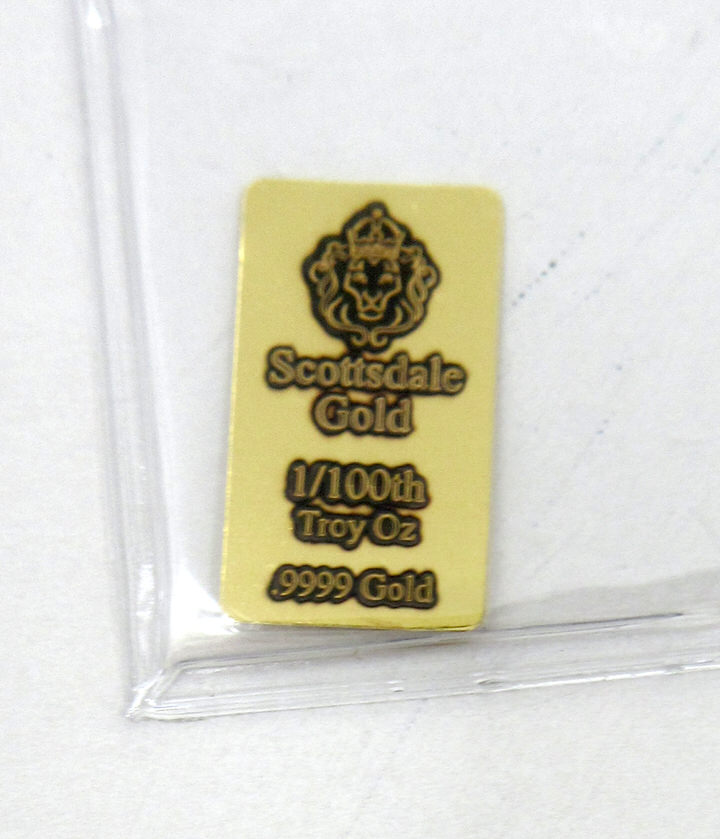 Scottsdale
Gold
1/100th
Troy Oz
.9999 Gold